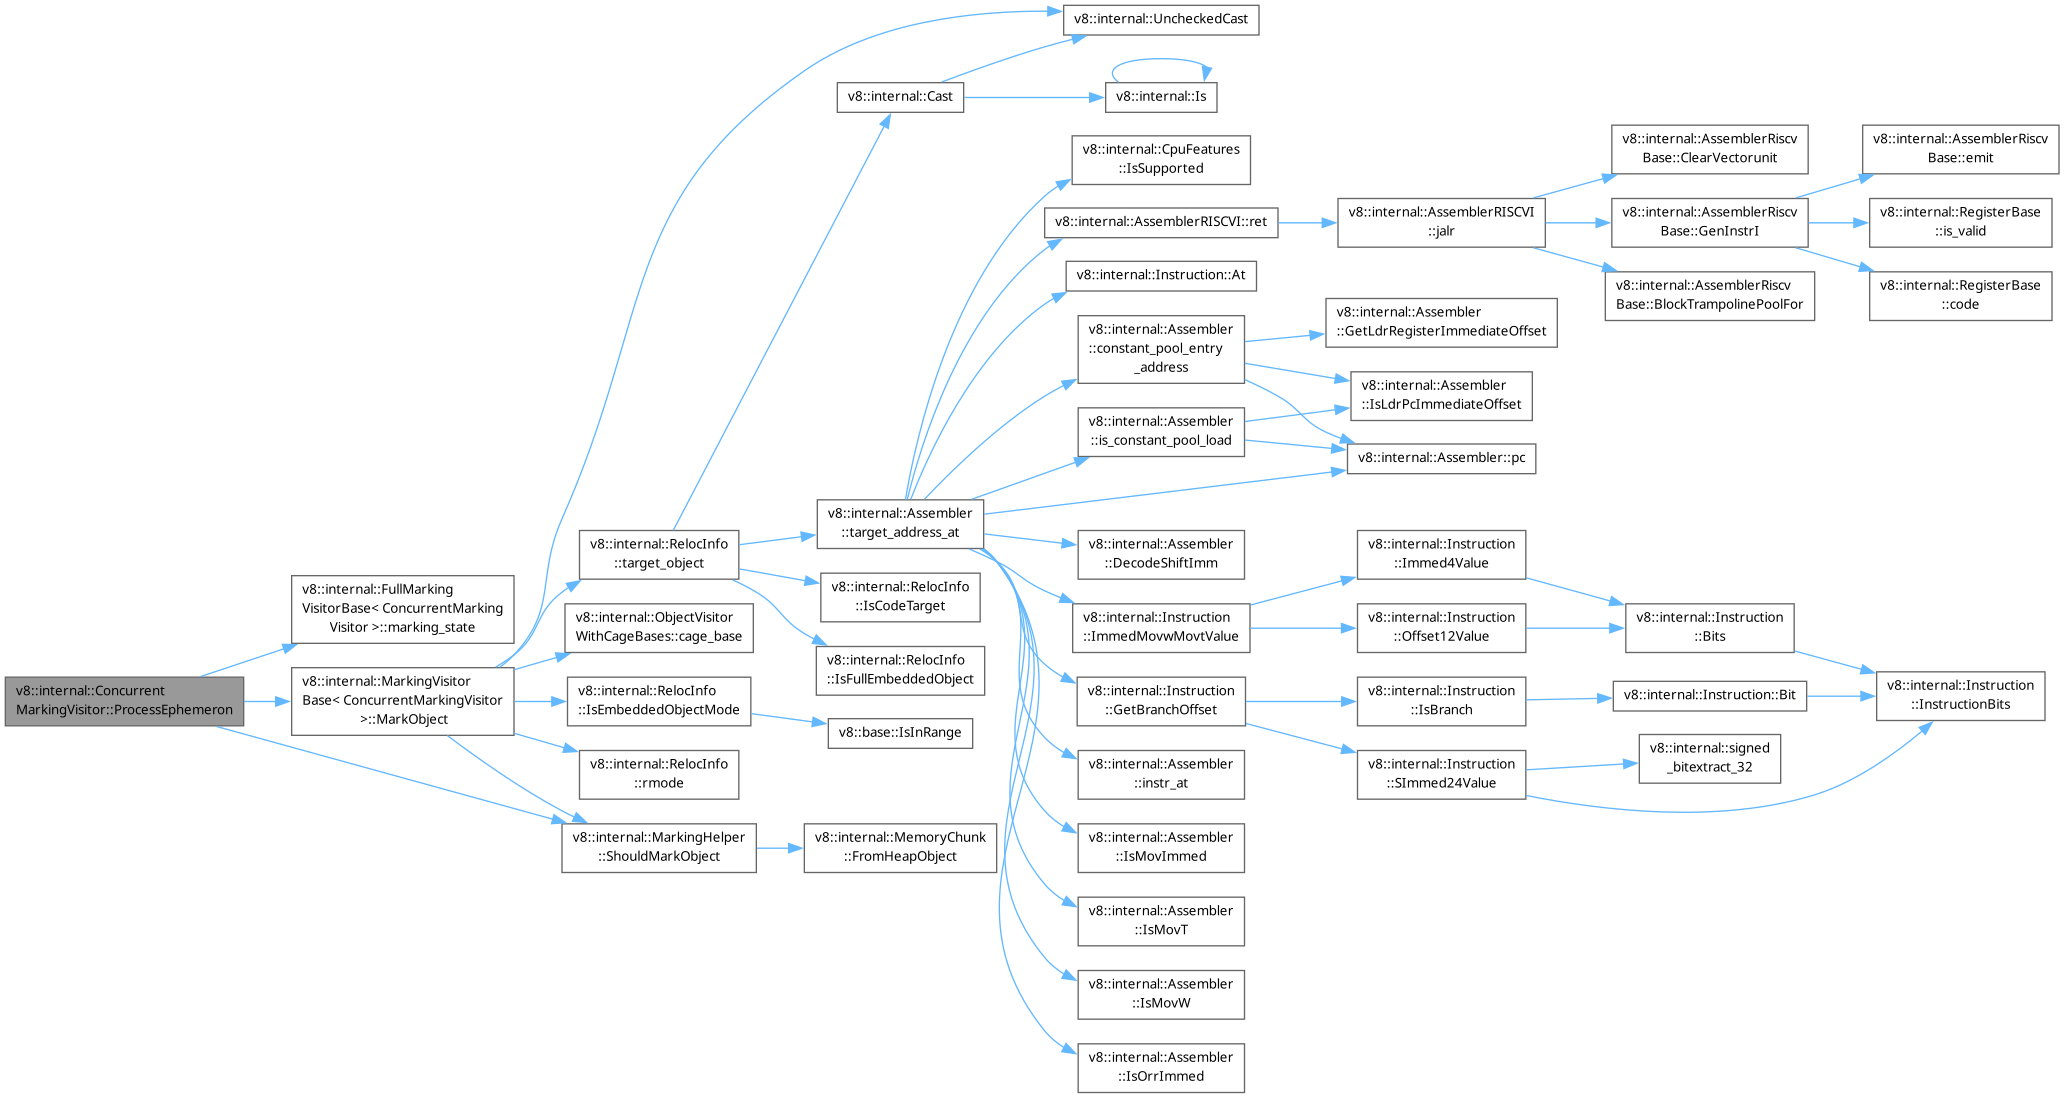 v8::internal::Concurrent
MarkingVisitor::ProcessEphemeron
v8::internal::FullMarking
VisitorBase< ConcurrentMarking
Visitor >::marking_state
v8::internal::MarkingVisitor
Base< ConcurrentMarkingVisitor
>::MarkObject
v8::internal::RelocInfo
::target_object
v8::internal::ObjectVisitor
WithCageBases::cage_base
v8::internal::RelocInfo
::IsEmbeddedObjectMode
v8::internal::RelocInfo
::rmode
v8::internal::MarkingHelper
::ShouldMarkObject
v8::internal::Cast
v8::internal::Assembler
::target_address_at
v8::internal::RelocInfo
::IsCodeTarget
v8::internal::RelocInfo
::IsFullEmbeddedObject
v8::base::IsInRange
v8::internal::MemoryChunk
::FromHeapObject
v8::internal::UncheckedCast
v8::internal::Is
v8::internal::CpuFeatures
::IsSupported
v8::internal::AssemblerRISCVI::ret
v8::internal::Instruction::At
v8::internal::Assembler
::constant_pool_entry
_address
v8::internal::Assembler
::is_constant_pool_load
v8::internal::Assembler
::DecodeShiftImm
v8::internal::Instruction
::ImmedMovwMovtValue
v8::internal::Instruction
::GetBranchOffset
v8::internal::Assembler
::instr_at
v8::internal::Assembler
::IsMovImmed
v8::internal::Assembler
::IsMovT
v8::internal::Assembler
::IsMovW
v8::internal::Assembler
::IsOrrImmed
v8::internal::AssemblerRISCVI
::jalr
v8::internal::Assembler
::GetLdrRegisterImmediateOffset
v8::internal::Assembler
::IsLdrPcImmediateOffset
v8::internal::Assembler::pc
v8::internal::Instruction
::Immed4Value
v8::internal::Instruction
::Offset12Value
v8::internal::Instruction
::IsBranch
v8::internal::Instruction
::SImmed24Value
v8::internal::AssemblerRiscv
Base::ClearVectorunit
v8::internal::AssemblerRiscv
Base::GenInstrI
v8::internal::AssemblerRiscv
Base::BlockTrampolinePoolFor
v8::internal::Instruction
::Bits
v8::internal::Instruction::Bit
v8::internal::signed
_bitextract_32
v8::internal::AssemblerRiscv
Base::emit
v8::internal::RegisterBase
::is_valid
v8::internal::RegisterBase
::code
v8::internal::Instruction
::InstructionBits